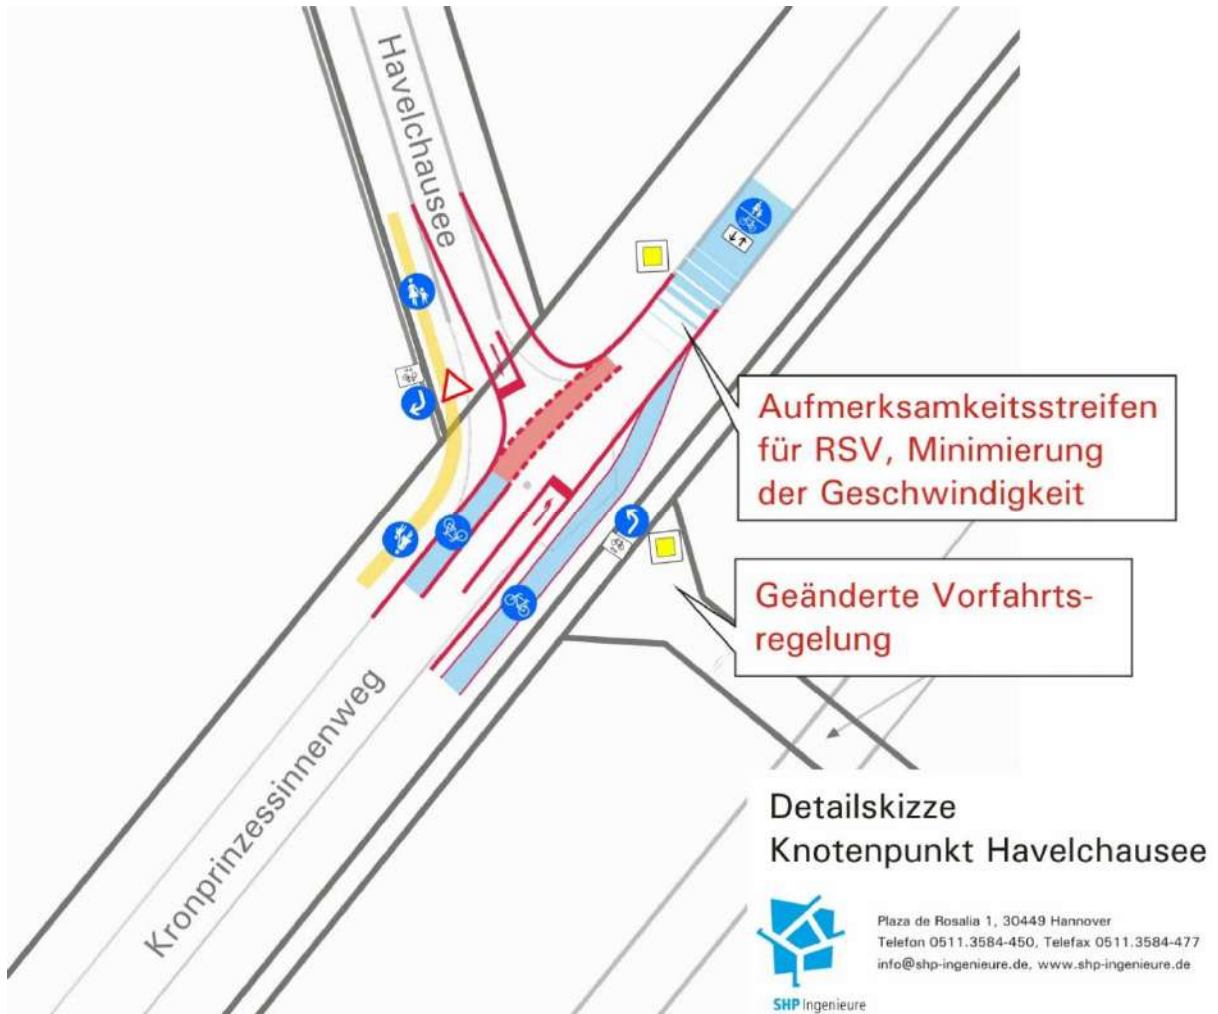 Havelchausee
Aufmerksamkeitsstreifen
für RSV, Minimierung
der Geschwindigkeit
Geänderte Vorfahrts-
regelung
Kronprinzessinnenweg
Detailskizze
Knotenpunkt Havelchausee
Plaza de Rosalia 1, 30449 Hannover
Telefon 0511.3584-450, Telefax 0511.3584-477
info@shp-ingenieure.de, www.shp-ingenieure.de
SHP Ingenieure